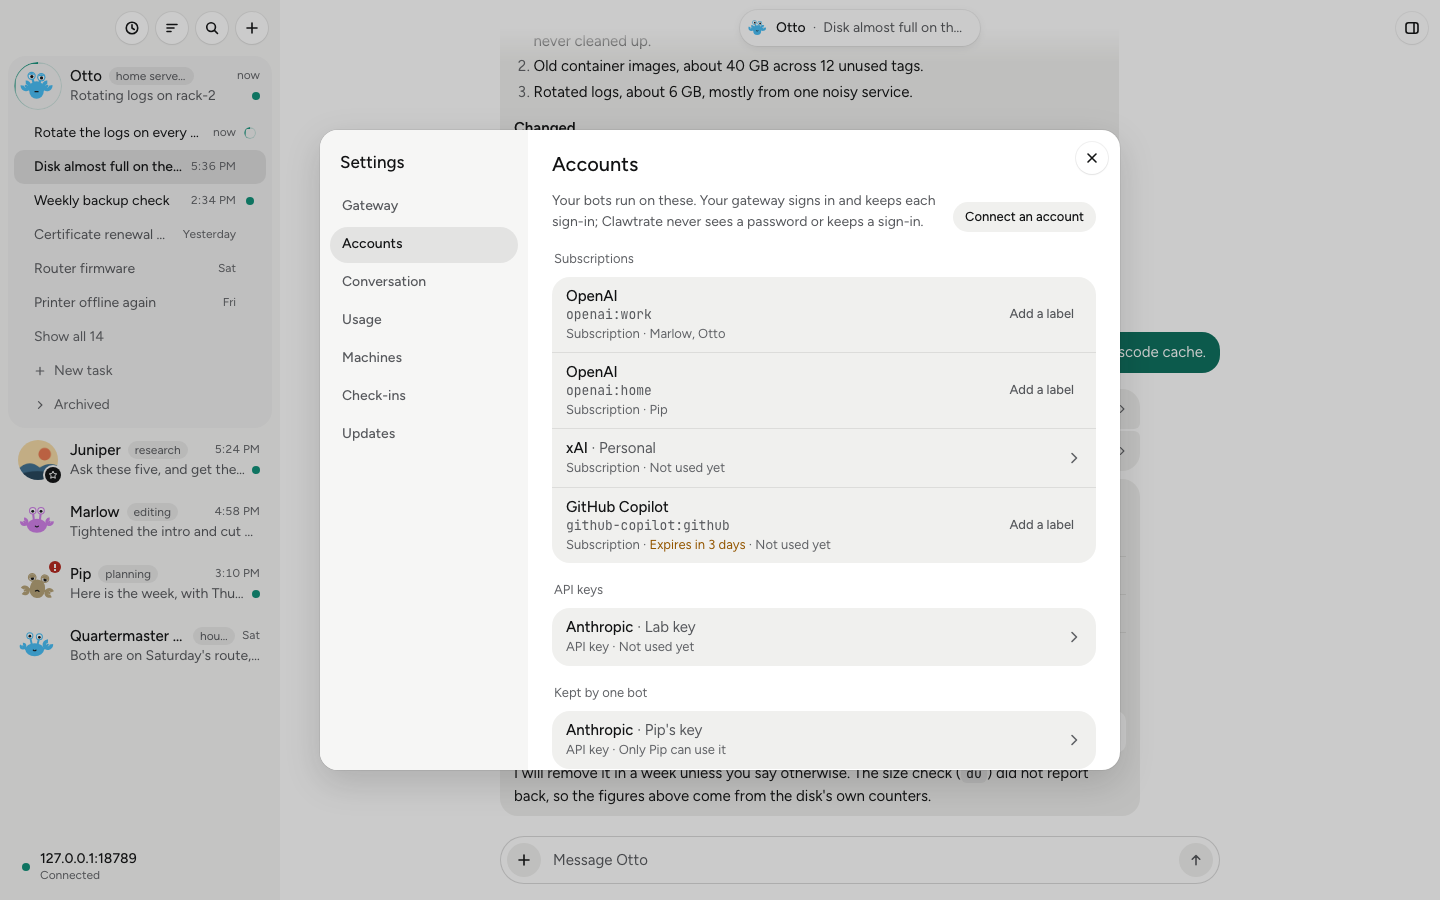 Otto home serve... now
Rotating logs on rack-2
Rotate the logs on every ... now
Disk almost full on the... 5:36 PM
Weekly backup check 2:34 PM
Certificate renewal ... Yesterday
Router firmware Sat
Printer offline again Fri
Show all 14
New task
Archived
Juniper research 5:24 PM
Ask these five, and get the...
Marlow editing 4:58 PM
Tightened the intro and cut ...
Pip planning 3:10 PM
Here is the week, with Thu...
Quartermaster ... hou... Sat
Both are on Saturday's route,...
127.0.0.1:18789
Connected
Otto · Disk almost full on th...
never cleaned up.
2. Old container images, about 40 GB across 12 unused tags.
3. Rotated logs, about 6 GB, mostly from one noisy service.
Changed
Settings
Gateway
Accounts
Conversation
Usage
Machines
Check-ins
Updates
Accounts
Your bots run on these. Your gateway signs in and keeps each
sign-in; Clawtrate never sees a password or keeps a sign-in.
Connect an account
Subscriptions
OpenAI
openai:work
Subscription · Marlow, Otto
Add a label
OpenAI
openai:home
Subscription · Pip
Add a label
xAI · Personal
Subscription · Not used yet
GitHub Copilot
github-copilot:github
Subscription · Expires in 3 days · Not used yet
Add a label
API keys
Anthropic · Lab key
API key · Not used yet
Kept by one bot
Anthropic · Pip's key
API key · Only Pip can use it
scode cache.
I will remove it in a week unless you say otherwise. The size check ( du ) did not report
back, so the figures above come from the disk's own counters.
Message Otto